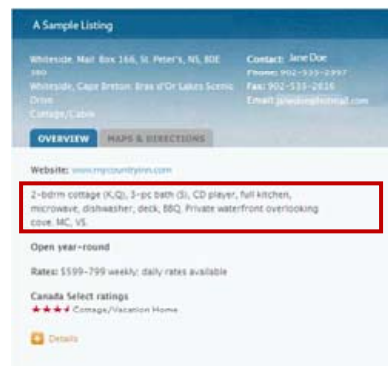 A Sample Listing
Whiteside, Mail: Box 166, St. Peter's, NS, B0E
3B0
Whiteside, Cape Breton: Bras d'Or Lakes Scenic
Drive
Cottage/Cabin
Contact: Jane Doe
Phone: 902-535-2997
Fax: 902-535-2616
Email:
OVERVIEW
MAPS & DIRECTIONS
Website: www.mycountyinn.com
2-bdrm cottage (K,Q), 3-pc bath (S), CD player, full kitchen,
microwave, dishwasher, deck, BBQ. Private waterfront overlooking
cove. MC, VS.
Open year-round
Rates: $599-799 weekly; daily rates available
Canada Select ratings
Cottage/Vacation Home
Details